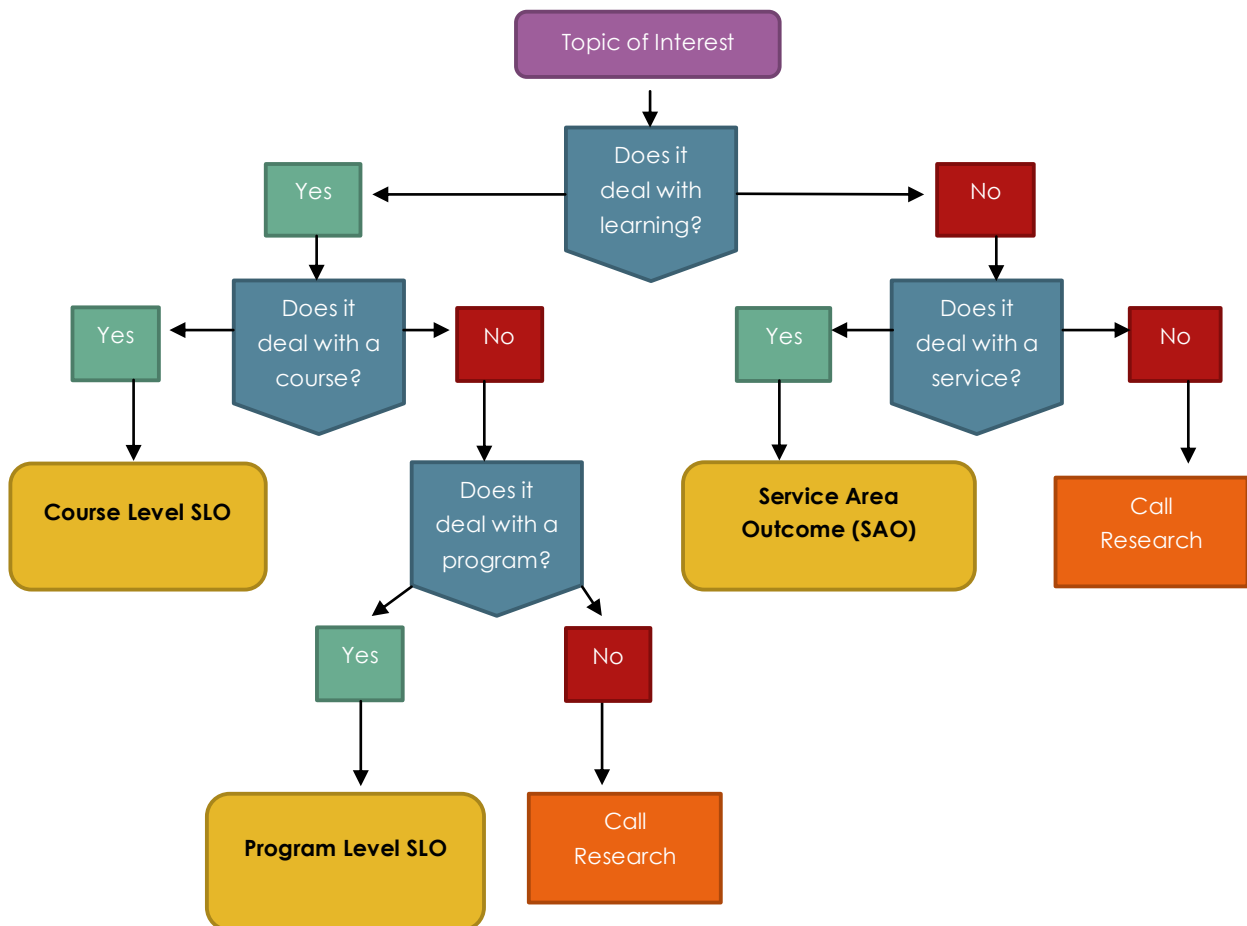 Topic of Interest
Does it
deal with
learning?
Yes
No
Does it
deal with a
course?
Does it
deal with a
service?
Yes
No
Yes
No
Course Level SLO
Does it
deal with a
program?
Service Area
Outcome (SAO)
Call
Research
Yes
No
Program Level SLO
Call
Research